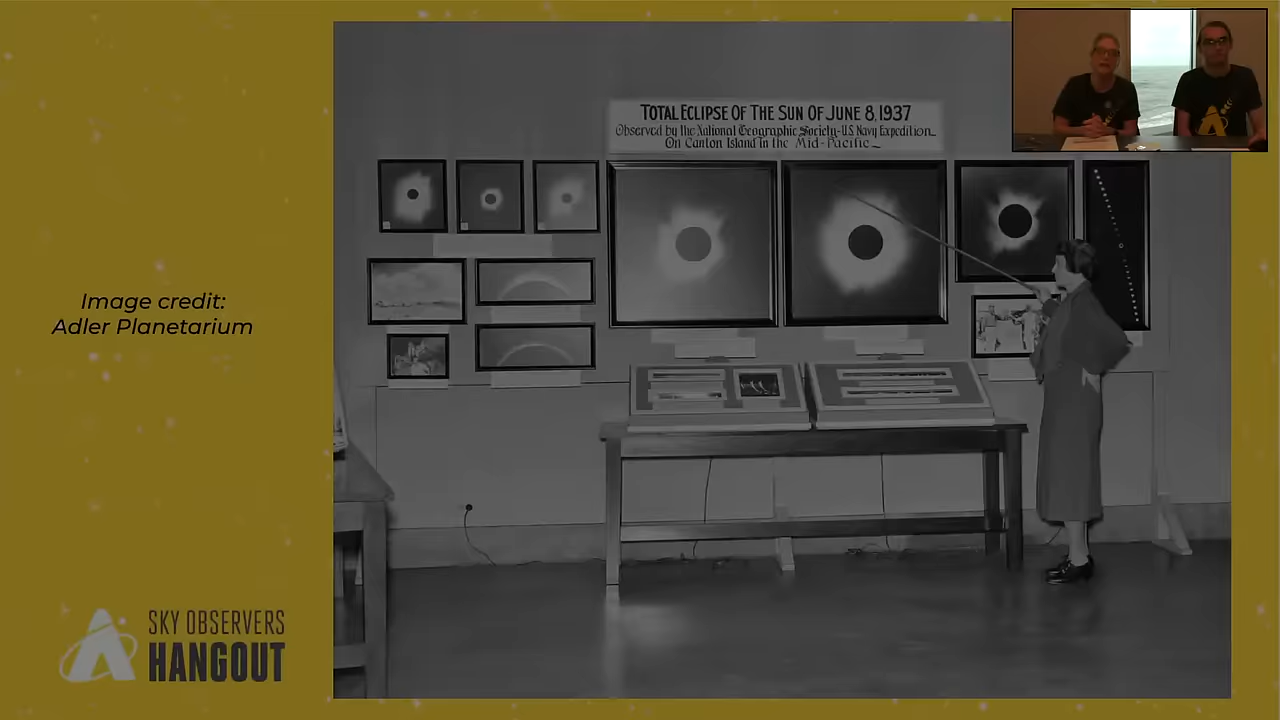 TOTAL ECLIPSE OF THE SUN OF JUNE 8, 1937
Observed by the National Geographic Society-U.S. Navy Expedition
On Canton Island In the Mid-Pacific
Image credit:
Adler Planetarium
SKY OBSERVERS
HANGOUT